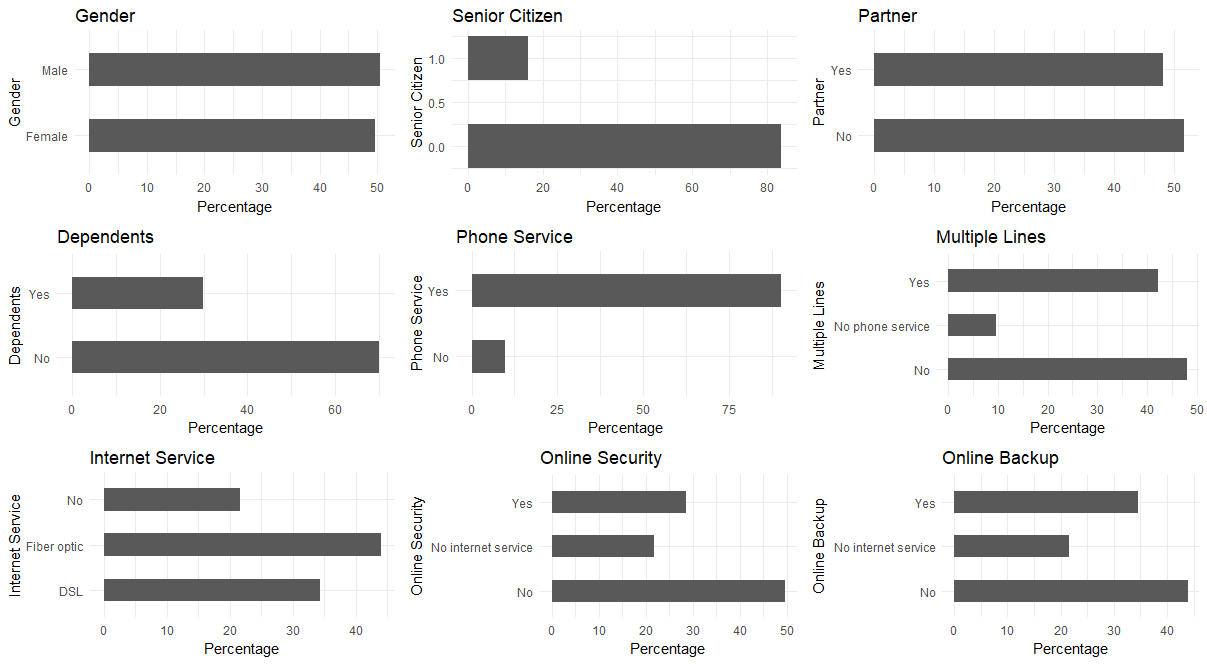 Gender
Gender
Male
Female
0 10 20 30 40 50
Percentage
Senior Citizen
Senior Citizen
1.0
0.5
0.0
0 20 40 60 80
Percentage
Partner
Partner
Yes
No
0 10 20 30 40 50
Percentage
Dependents
Dependents
Yes
No
0 20 40 60
Percentage
Phone Service
Phone Service
Yes
No
0 25 50 75
Percentage
Multiple Lines
Multiple Lines
Yes
No phone service
No
0 10 20 30 40 50
Percentage
Internet Service
Internet Service
No
Fiber optic
DSL
0 10 20 30 40
Percentage
Online Security
Online Security
Yes
No internet service
No
0 10 20 30 40 50
Percentage
Online Backup
Online Backup
Yes
No internet service
No
0 10 20 30 40
Percentage